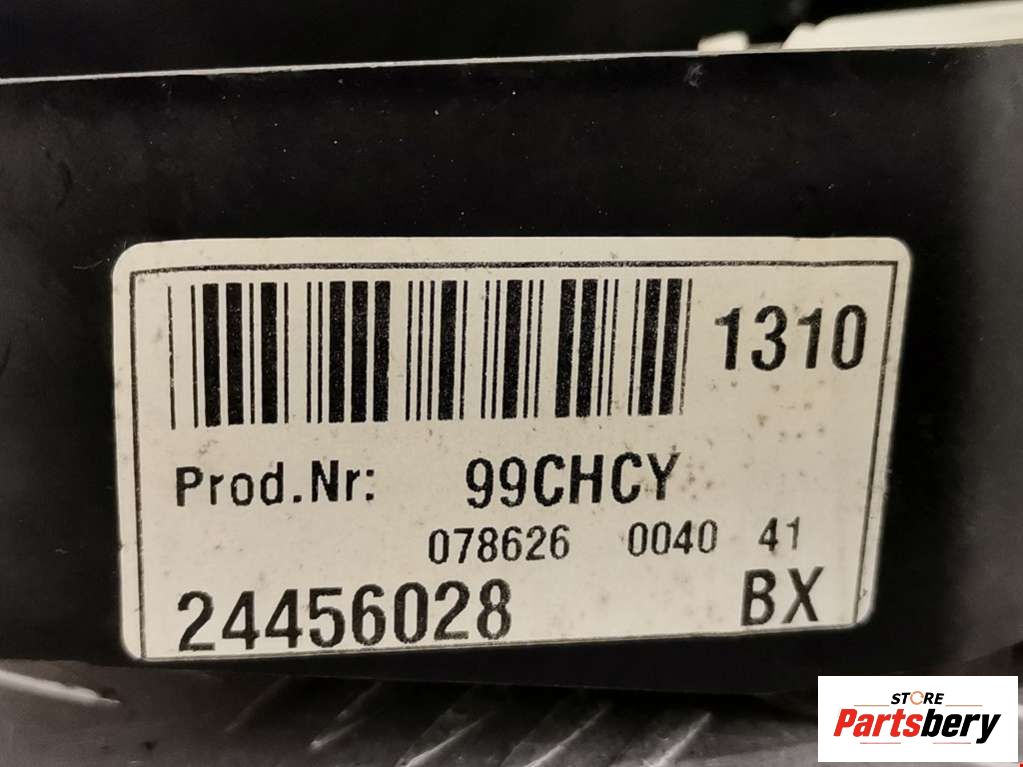 1310
Prod.Nr: 99CHCY
078626 0040 41
24456028 BX
STORE
Partsbery